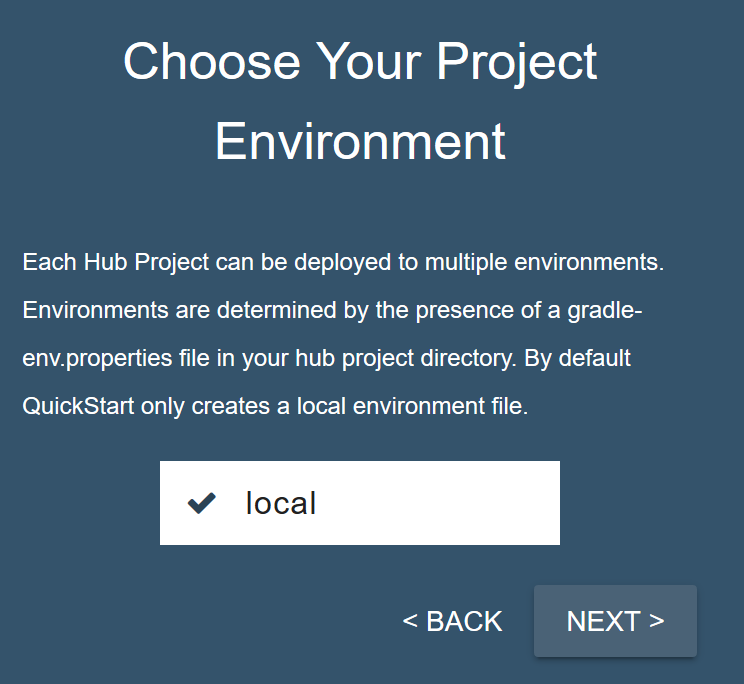 Choose Your Project
Environment
Each Hub Project can be deployed to multiple environments.
Environments are determined by the presence of a gradle-
env.properties file in your hub project directory. By default
QuickStart only creates a local environment file.
local
< BACK
NEXT >